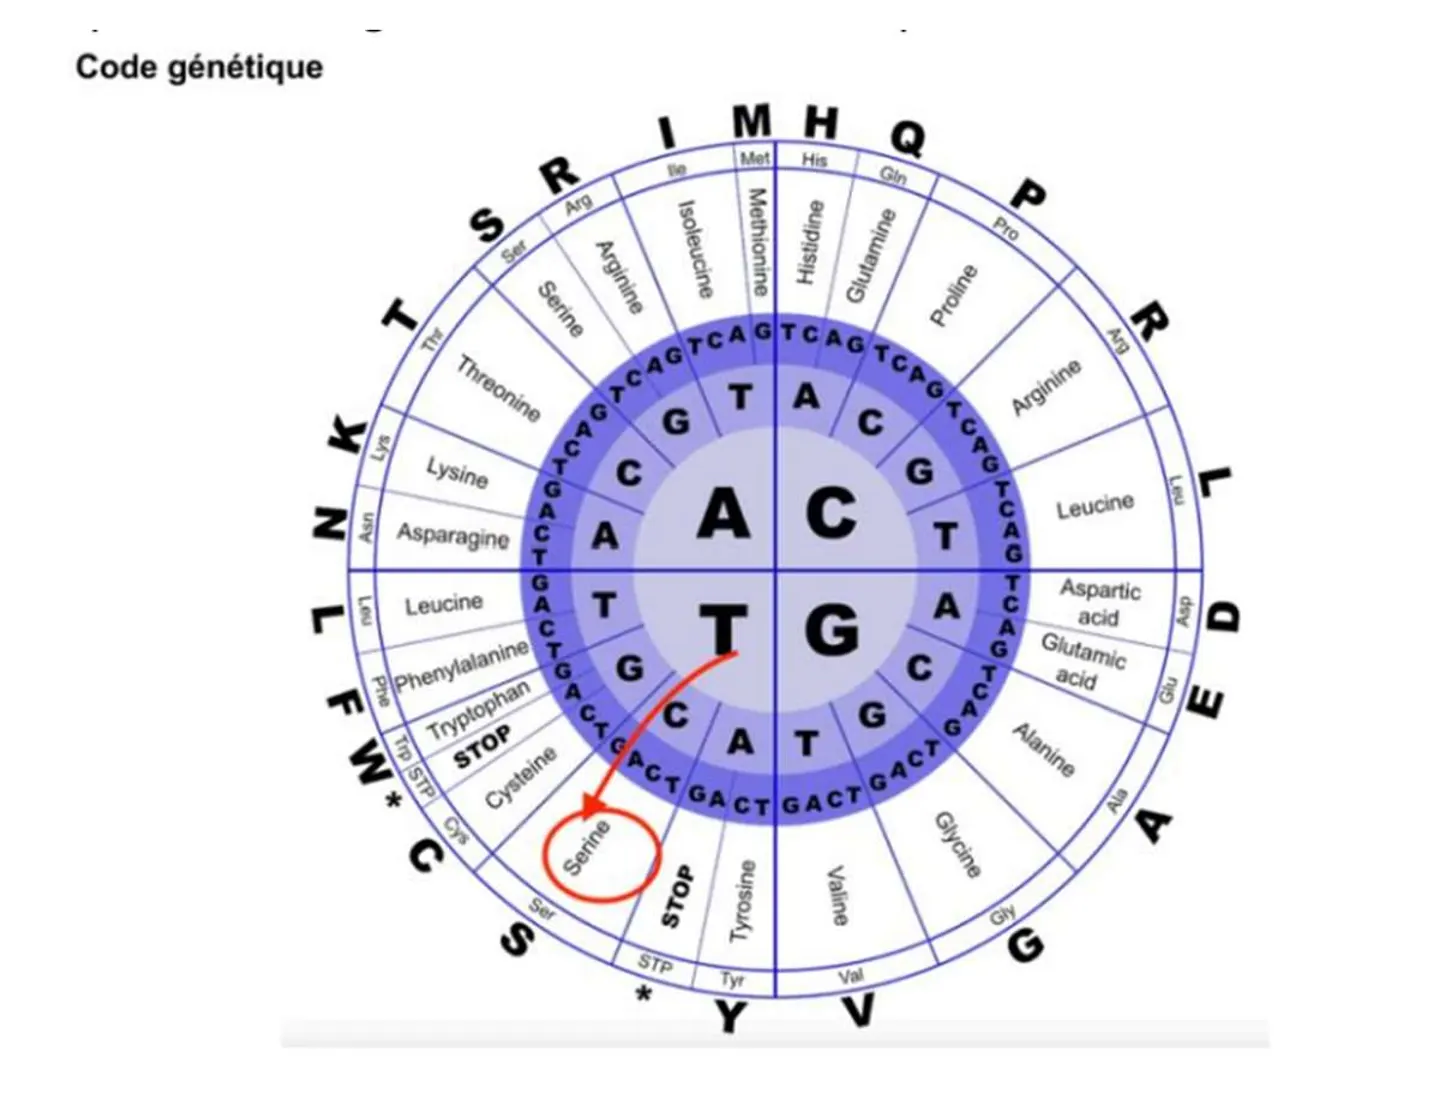 Code génétique
I M H Q
S R P
T R
K L
N D
L E
F A
W
*
C G
S
* Y V
Met His
Ile Gln
Arg Pro
Ser Arg
Thr Leu
Lys Asp
Asn Glu
Leu Ala
Phe Gly
Trp Val
STP
Cys
Ser
STP
Tyr
Isoleucine
Methionine
Histidine
Glutamine
Proline
Arginine
Leucine
Aspartic
acid
Glutamic
acid
Alanine
Glycine
Valine
Tyrosine
STOP
Serine
Cysteine
STOP
Tryptophan
Phenylalanine
Leucine
Asparagine
Lysine
Threonine
Serine
Arginine
T C A G T C A G T C A G T C A G
T C A G T C A G T C A G T C A G
T C A G T C A G T C A G T C A G
T C A G T C A G T C A G T C A G
A C G T
A C G T
A C G T
A C G T
A C
T G